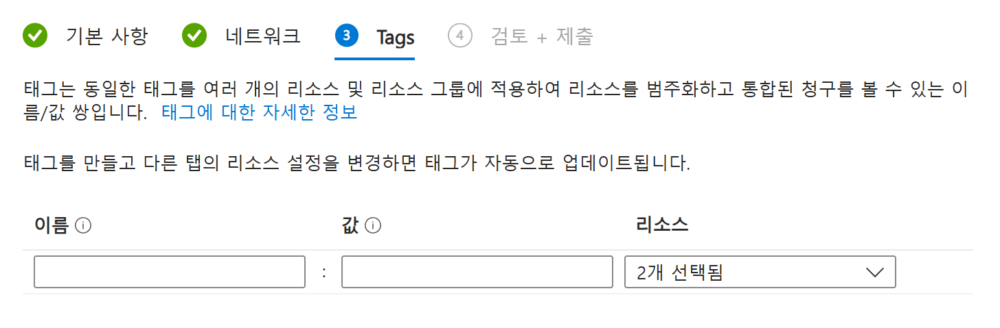 기본 사항 네트워크 3 Tags 4 검토 + 제출
태그는 동일한 태그를 여러 개의 리소스 및 리소스 그룹에 적용하여 리소스를 범주화하고 통합된 청구를 볼 수 있는 이
름/값 쌍입니다. 태그에 대한 자세한 정보
태그를 만들고 다른 탭의 리소스 설정을 변경하면 태그가 자동으로 업데이트됩니다.
이름 값 리소스
: 2개 선택됨